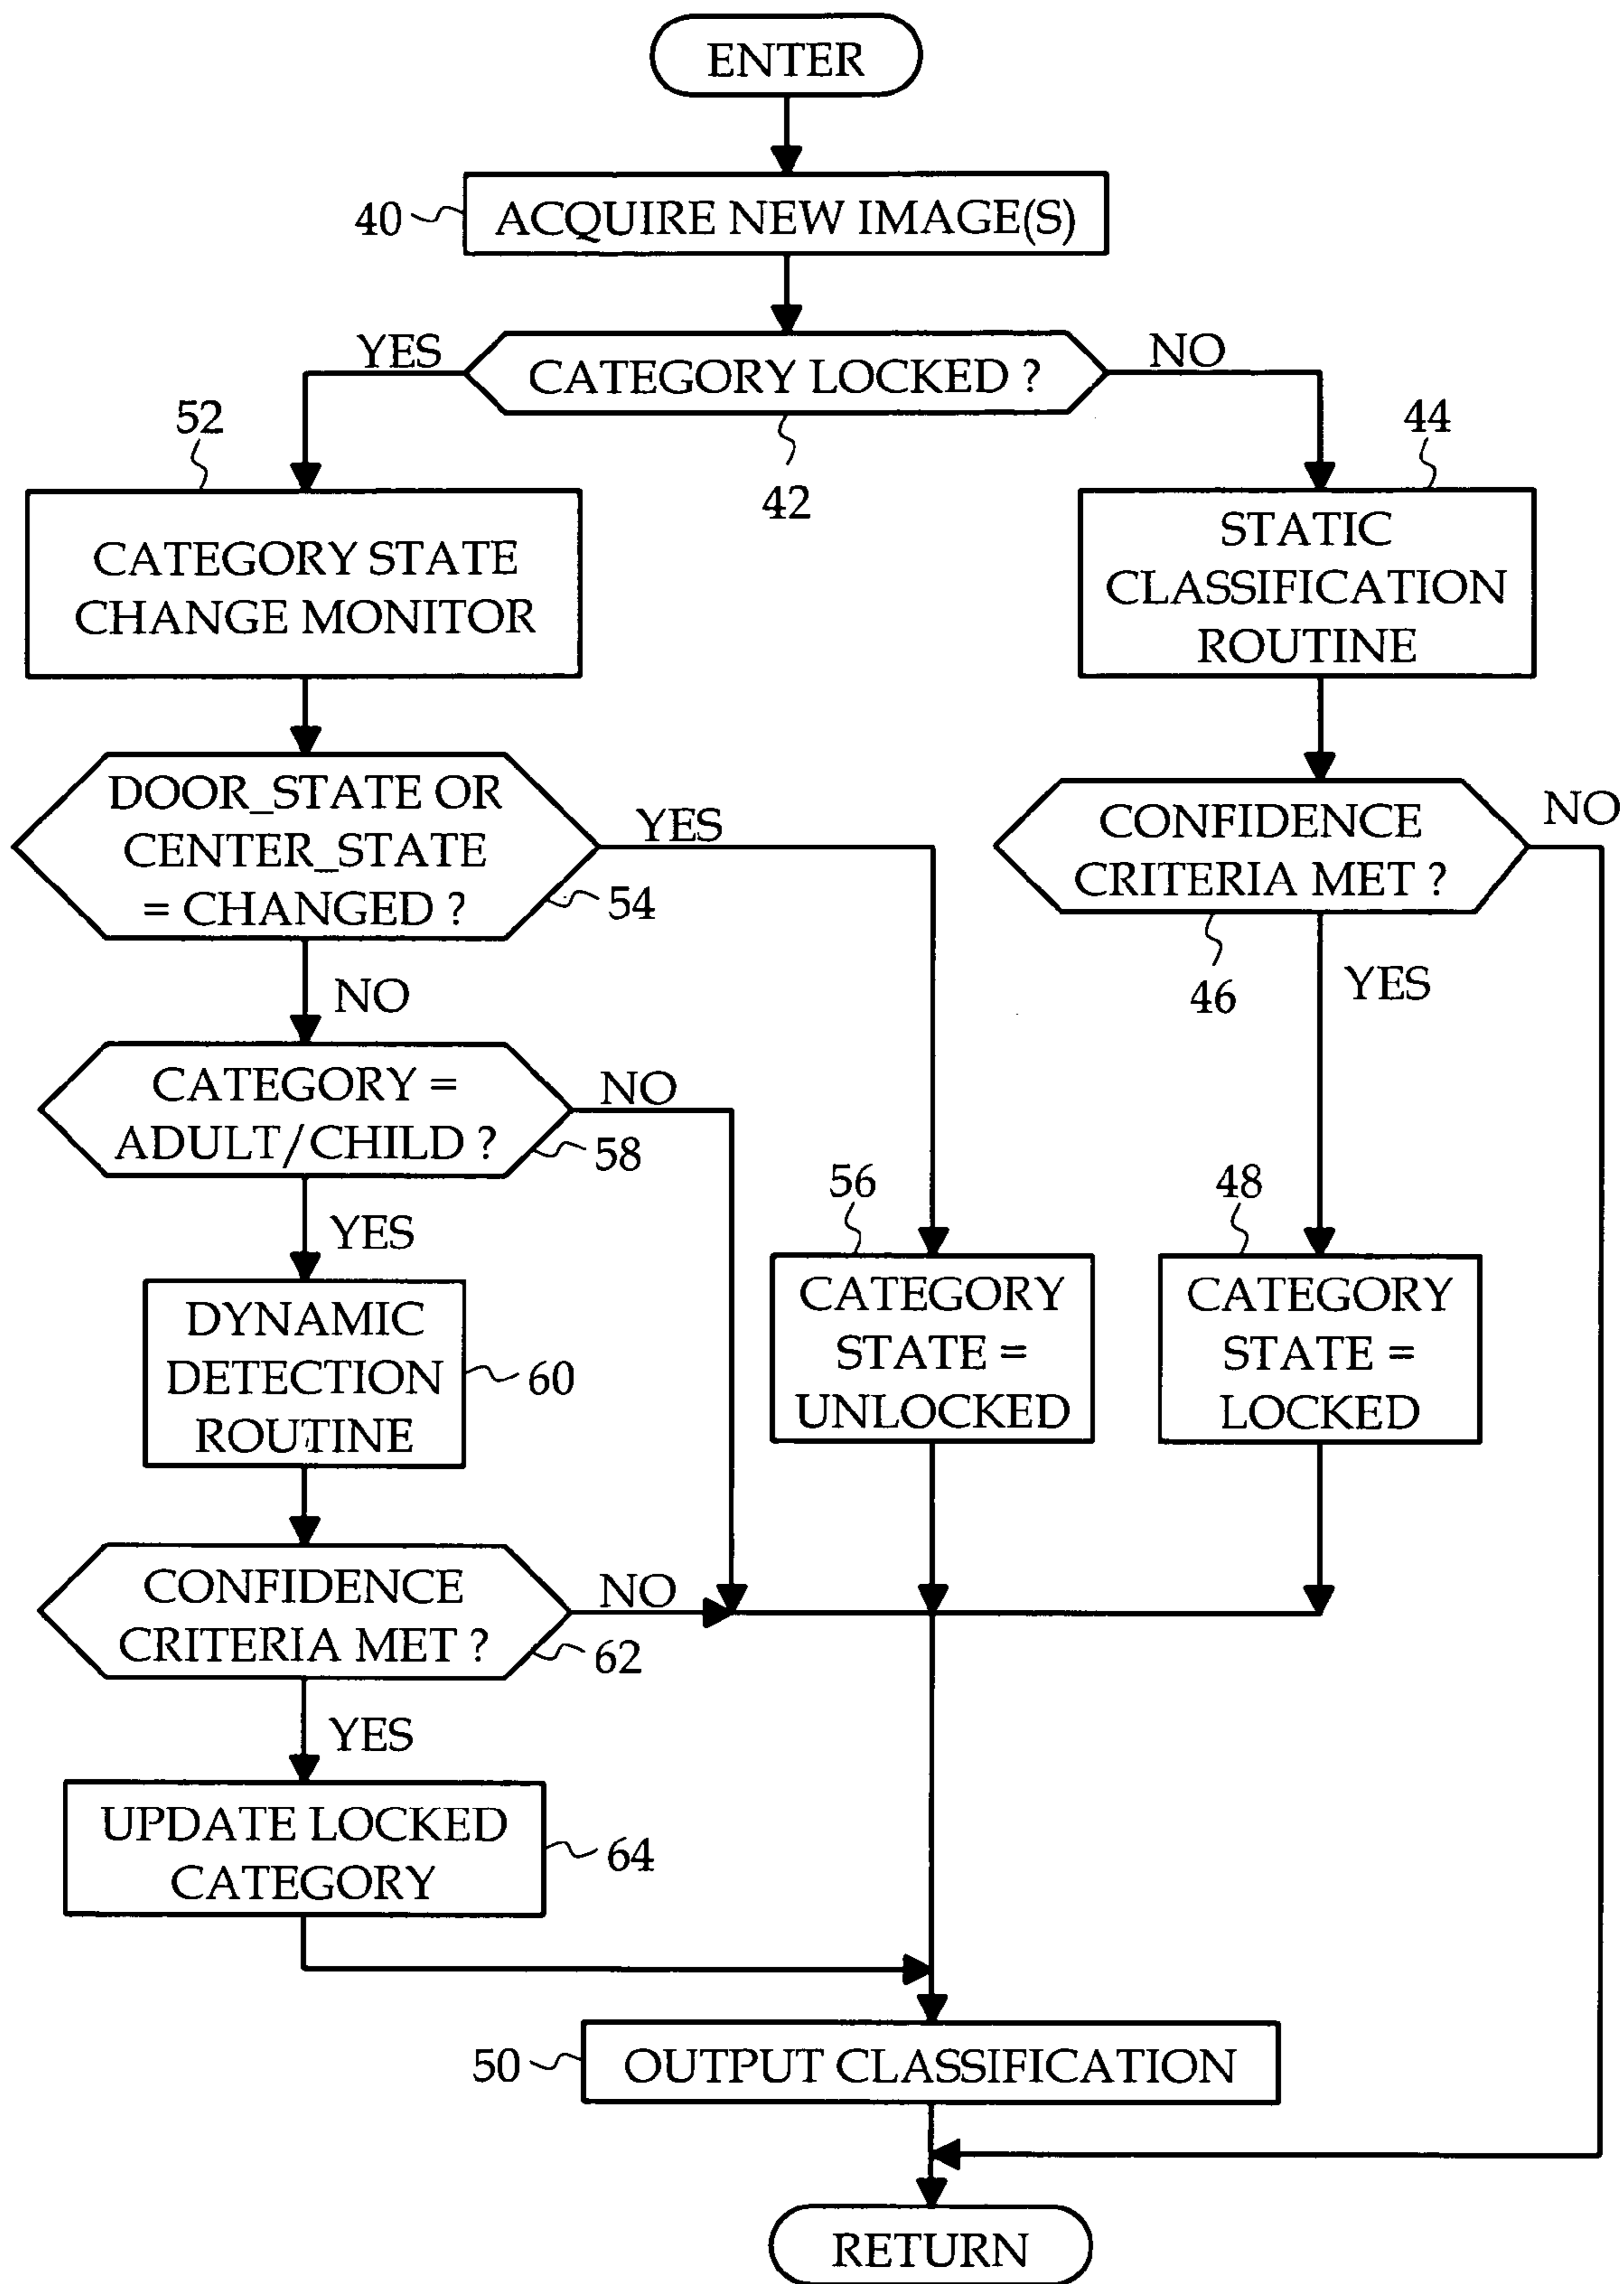 ENTER
40
ACQUIRE NEW IMAGE(S)
YES
CATEGORY LOCKED ?
NO
42
52
CATEGORY STATE
CHANGE MONITOR
44
STATIC
CLASSIFICATION
ROUTINE
DOOR_STATE OR
CENTER_STATE
= CHANGED ?
54
YES
NO
CONFIDENCE
CRITERIA MET ?
46
NO
YES
CATEGORY =
ADULT/CHILD ?
58
NO
YES
56
CATEGORY
STATE =
UNLOCKED
48
CATEGORY
STATE =
LOCKED
DYNAMIC
DETECTION
ROUTINE
60
CONFIDENCE
CRITERIA MET ?
62
NO
YES
UPDATE LOCKED
CATEGORY
64
50
OUTPUT CLASSIFICATION
RETURN